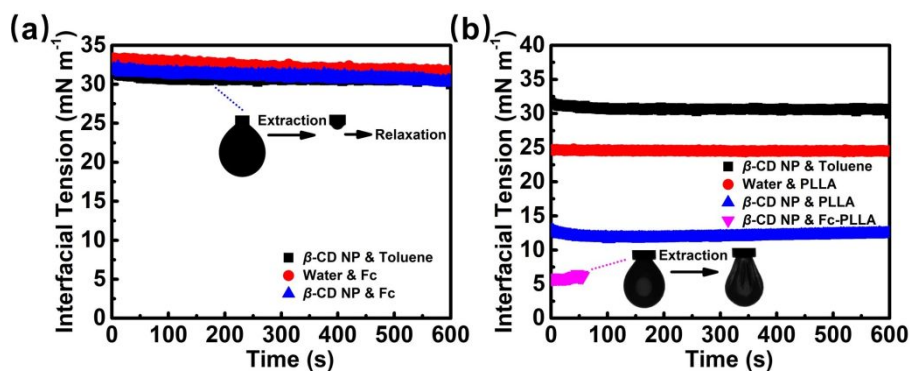 (a)
35
30
25
20
15
10
5
0
0 100 200 300 400 500 600
Interfacial Tension (mN m⁻¹)
Time (s)
Extraction
Relaxation
β-CD NP & Toluene
Water & Fc
β-CD NP & Fc
(b)
40
35
30
25
20
15
10
5
0
0 100 200 300 400 500 600
Interfacial Tension (mN m⁻¹)
Time (s)
β-CD NP & Toluene
Water & PLLA
β-CD NP & PLLA
β-CD NP & Fc-PLLA
Extraction